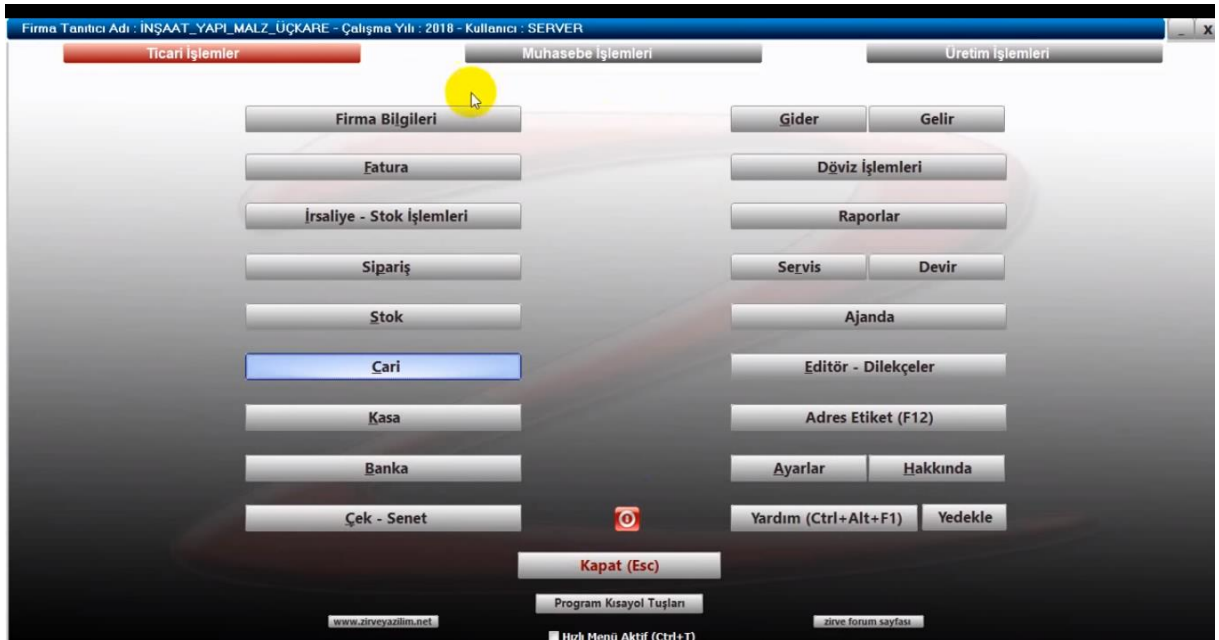 Firma Tanıtıcı Adı : İNŞAAT_YAPI_MALZ_ÜÇKARE - Çalışma Yılı : 2018 - Kullanıcı : SERVER
Ticari İşlemler Muhasebe İşlemleri Üretim İşlemleri
Firma Bilgileri
Fatura
İrsaliye - Stok İşlemleri
Sipariş
Stok
Cari
Kasa
Banka
Çek - Senet
Gider Gelir
Döviz İşlemleri
Raporlar
Servis Devir
Ajanda
Editör - Dilekçeler
Adres Etiket (F12)
Ayarlar Hakkında
Yardım (Ctrl+Alt+F1) Yedekle
Kapat (Esc)
Program Kısayol Tuşları
www.zirveyazilim.net zirve forum sayfası
Hızlı Menü Aktif (Ctrl+T)